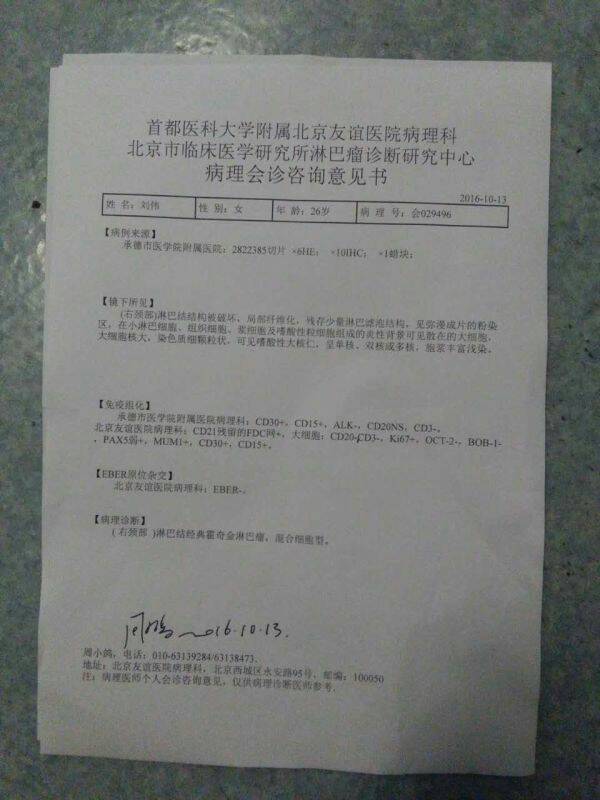 首都医科大学附属北京友谊医院病理科
北京市临床医学研究所淋巴瘤诊断研究中心
病理会诊咨询意见书
2016-10-13
姓 名：刘伟 性 别：女 年 龄：26岁 病 理 号：会029496
【病例来源】
承德市医学院附属医院：2822385切片 ×6HE； ×10IHC； ×1蜡块；
【镜下所见】
(右颈部)淋巴结结构被破坏、局部纤维化，残存少量淋巴滤泡结构，见弥漫成片的粉染
区，在小淋巴细胞、组织细胞、浆细胞及嗜酸性粒细胞组成的炎性背景可见散在的大细胞，
大细胞核大，染色质细颗粒状，可见嗜酸性大核仁，呈单核、双核或多核，胞浆丰富浅染。
【免疫组化】
承德市医学院附属医院病理科：CD30+，CD15+，ALK-，CD20NS，CD3-。
北京友谊医院病理科：CD21残留的FDC网+，大细胞：CD20-,CD3-，Ki67+，OCT-2-，BOB-1-
，PAX5弱+，MUM1+，CD30+，CD15+。
【EBER原位杂交】
北京友谊医院病理科：EBER-。
【病理诊断】
(右颈部 )淋巴结经典霍奇金淋巴瘤，混合细胞型。
2016.10.13.
周小鸽，电话：010-63139284/63138473.
地址：北京友谊医院病理科，北京西城区永安路95号，邮编：100050
注：病理医师个人会诊咨询意见，仅供病理诊断医师参考.